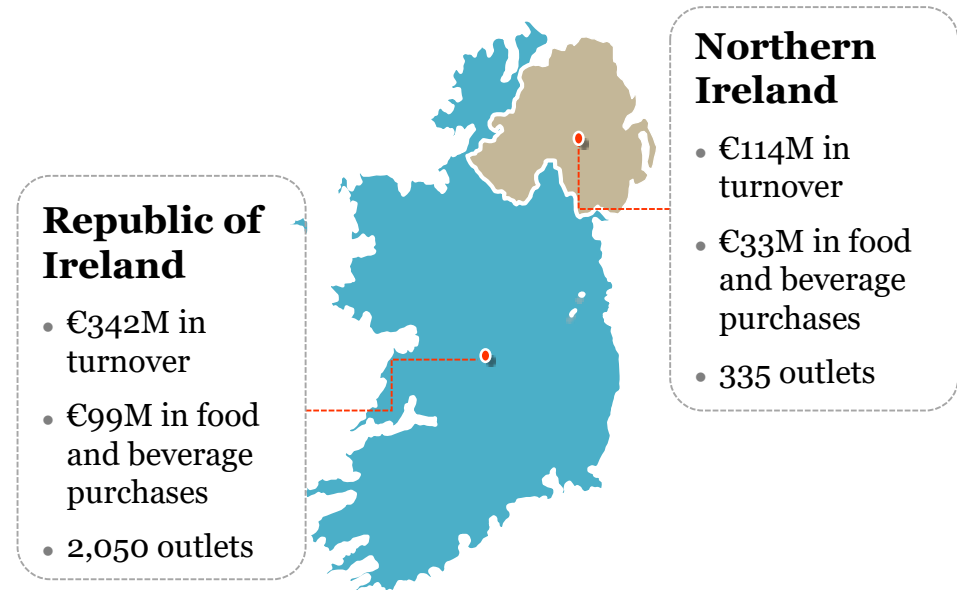 Republic of
Ireland
• €342M in
turnover
• €99M in food
and beverage
purchases
• 2,050 outlets
Northern
Ireland
• €114M in
turnover
• €33M in food
and beverage
purchases
• 335 outlets